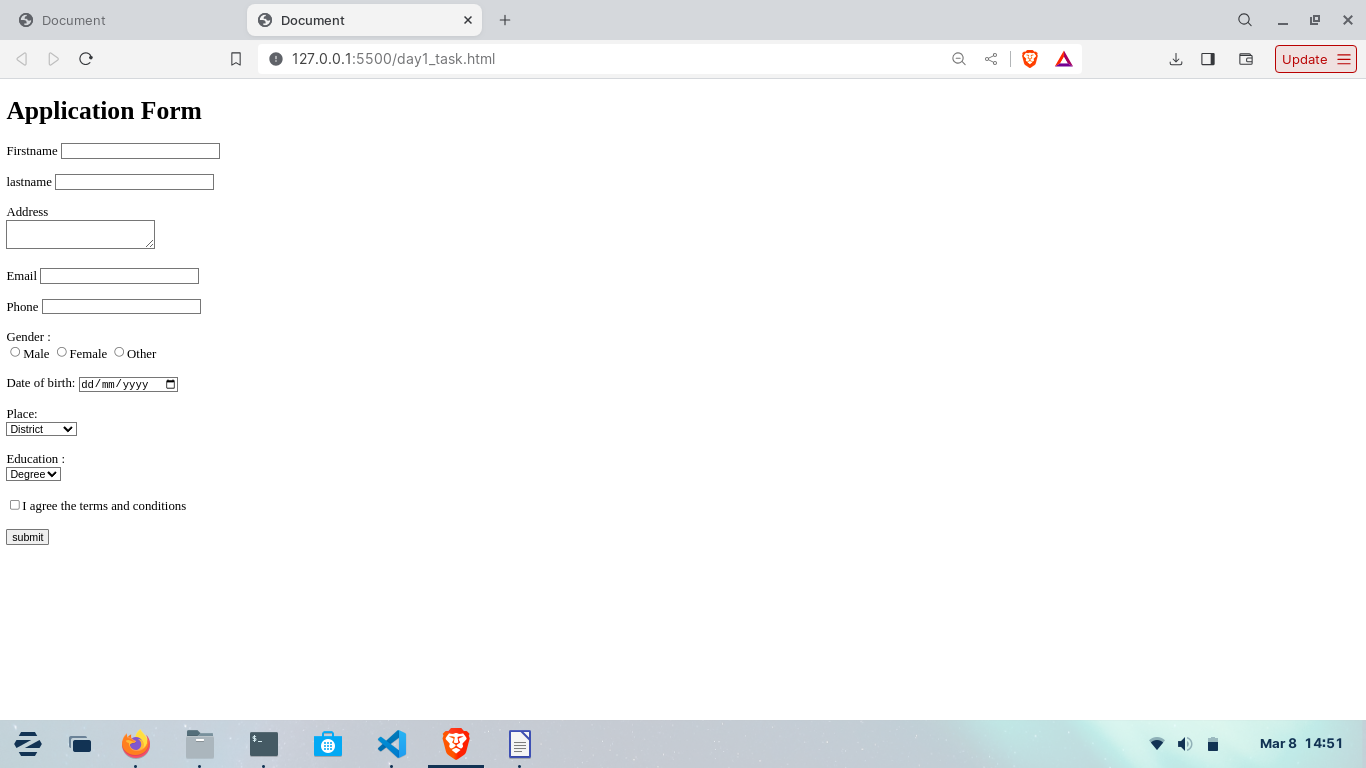 Document
Document
127.0.0.1:5500/day1_task.html
Update
Application Form
Firstname
lastname
Address
Email
Phone
Gender :
Male Female Other
Date of birth: dd/mm/yyyy
Place:
District
Education :
Degree
I agree the terms and conditions
submit
$_
Mar 8 14:51